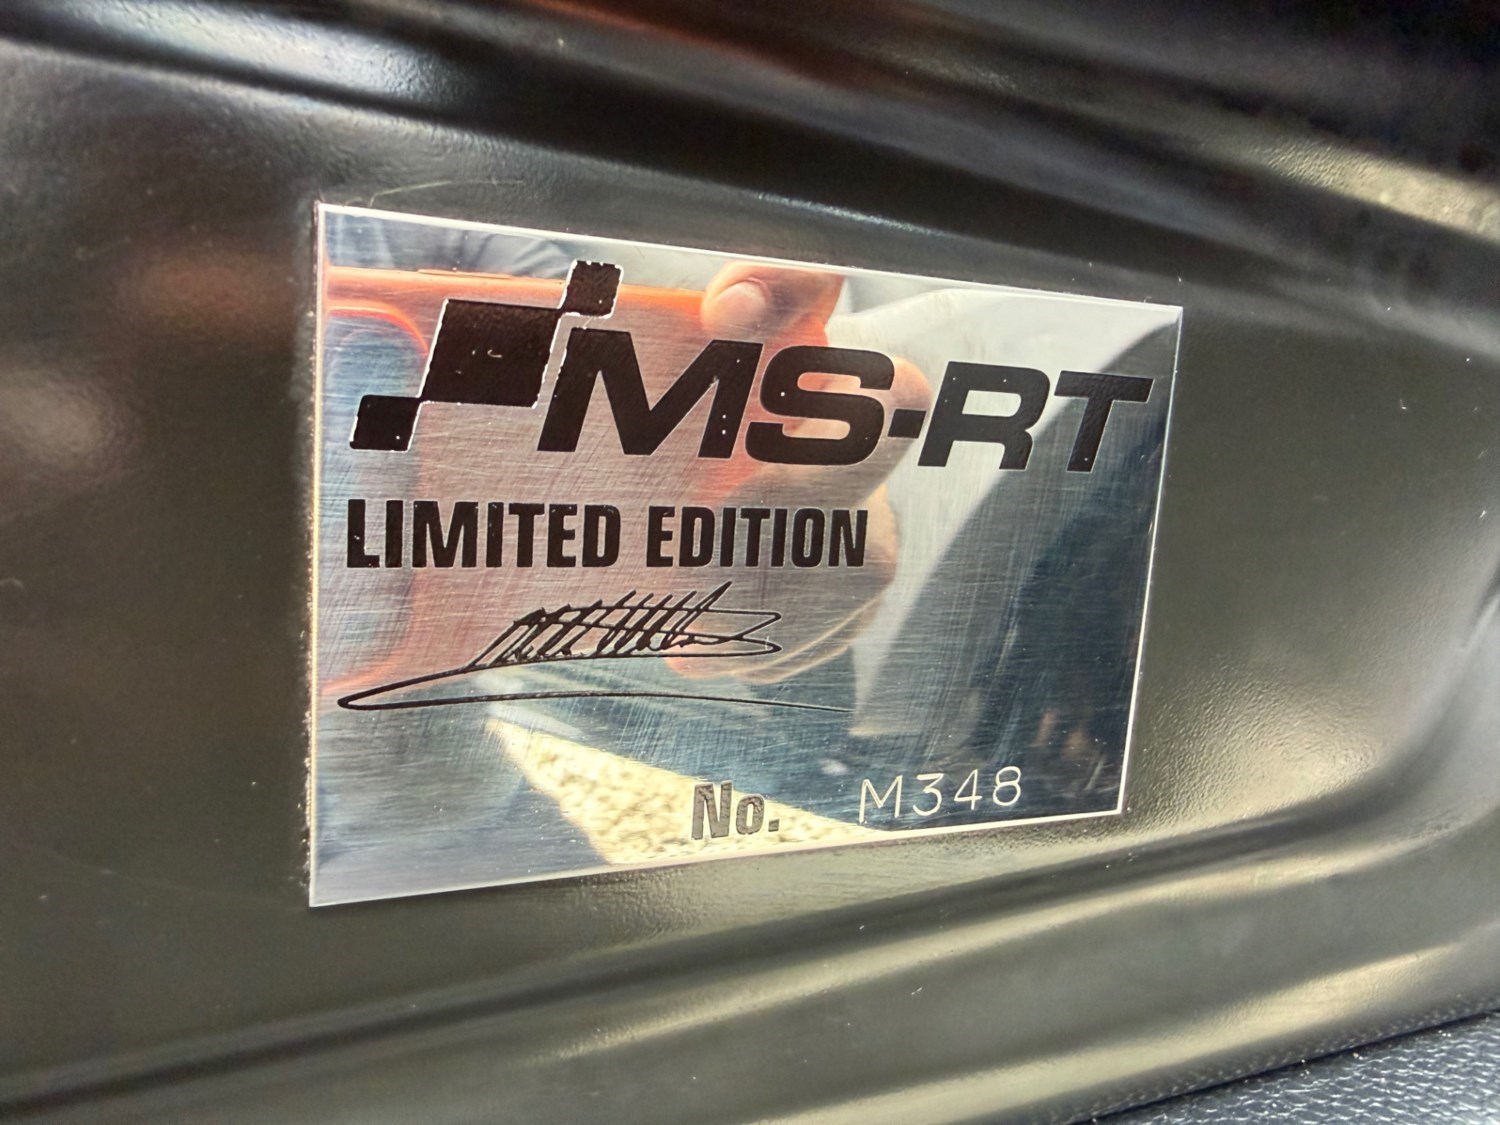 MS-RT
LIMITED EDITION
No. M348